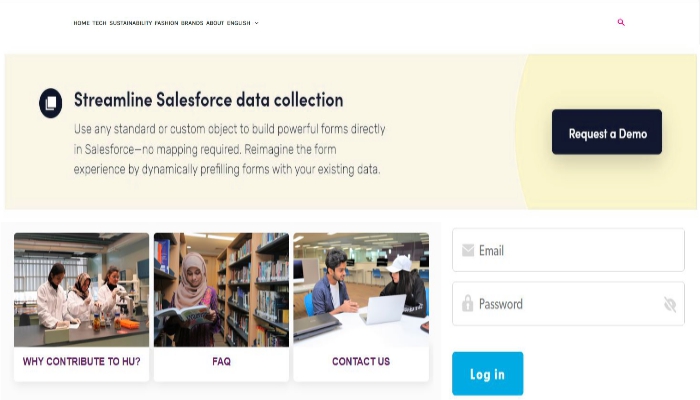 HOME TECH SUSTAINABILITY FASHION BRANDS ABOUT ENGLISH
Streamline Salesforce data collection
Use any standard or custom object to build powerful forms directly
in Salesforce—no mapping required. Reimagine the form
experience by dynamically prefilling forms with your existing data.
Request a Demo
WHY CONTRIBUTE TO HU?
FAQ
CONTACT US
Email
Password
Log in